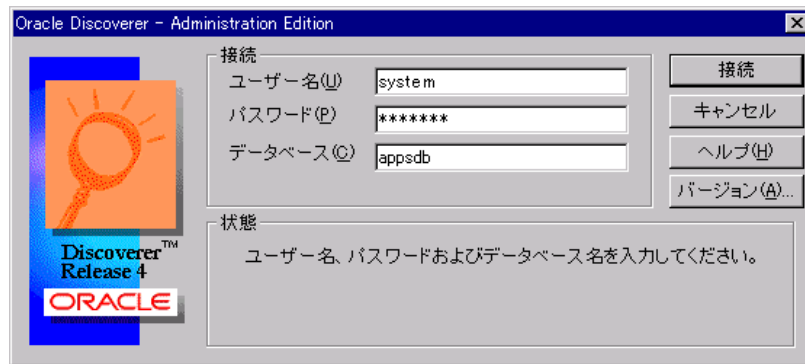 Oracle Discoverer - Administration Edition
接続
ユーザー名(U)
system
パスワード(P)
*******
データベース(C)
appsdb
接続
キャンセル
ヘルプ(H)
バージョン(A)...
Discoverer™
Release 4
ORACLE
状態
ユーザー名、パスワードおよびデータベース名を入力してください。